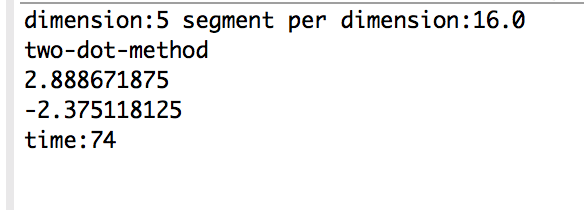 dimension:5 segment per dimension:16.0
two-dot-method
2.888671875
-2.375118125
time:74